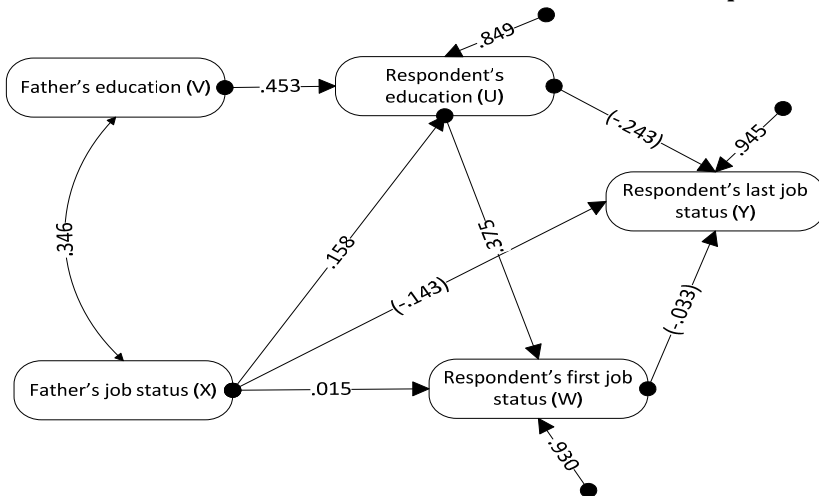 .849
Father's education (V)
.453
Respondent's
education (U)
(-.243)
.945
Respondent's last job
status (Y)
.346
.158
.375
(-.143)
(-.033)
Father's job status (X)
.015
Respondent's first job
status (W)
.930